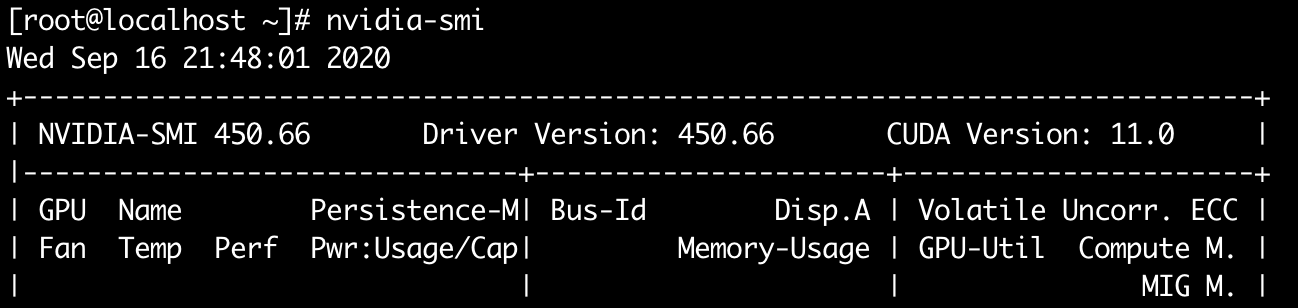 [root@localhost ~]# nvidia-smi
Wed Sep 16 21:48:01 2020
+-----------------------------------------------------------------------------+
| NVIDIA-SMI 450.66       Driver Version: 450.66       CUDA Version: 11.0     |
|-------------------------------+----------------------+----------------------+
| GPU  Name        Persistence-M| Bus-Id        Disp.A | Volatile Uncorr. ECC |
| Fan  Temp  Perf  Pwr:Usage/Cap|         Memory-Usage | GPU-Util  Compute M. |
|                               |                      |               MIG M. |